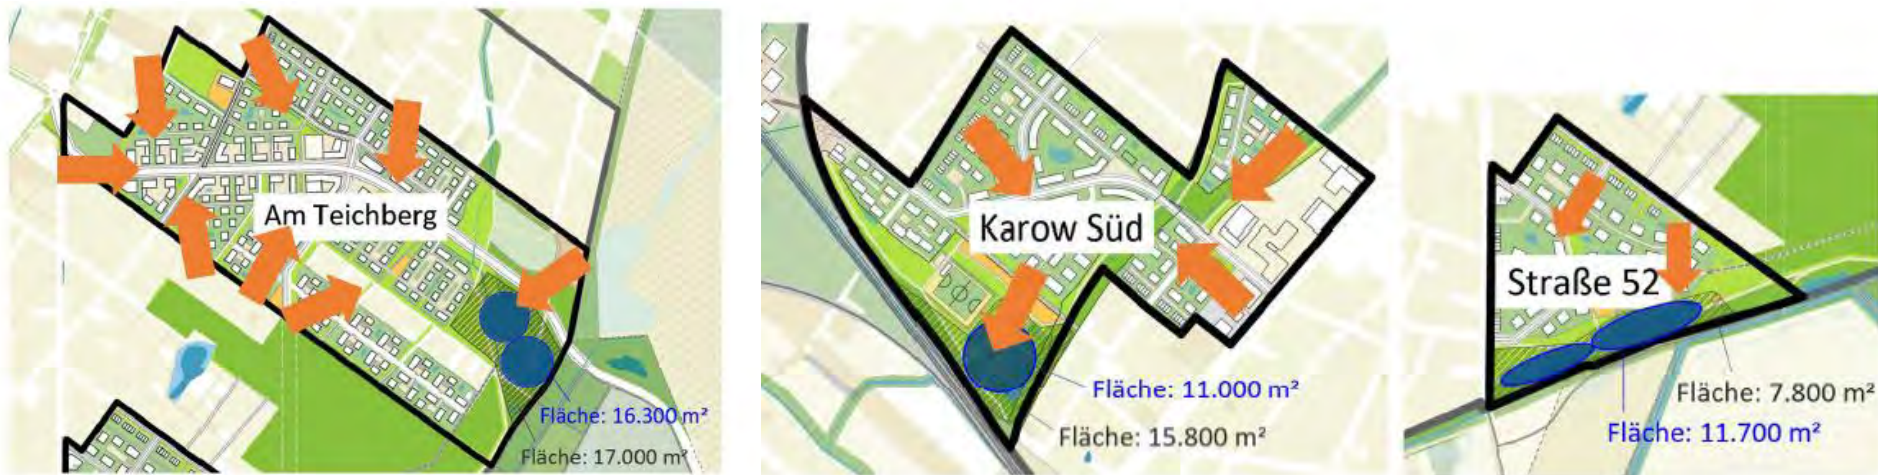 Am Teichberg
Fläche: 16.300 m²
Fläche: 17.000 m²
Karow Süd
Fläche: 11.000 m²
Fläche: 15.800 m²
Straße 52
Fläche: 7.800 m²
Fläche: 11.700 m²